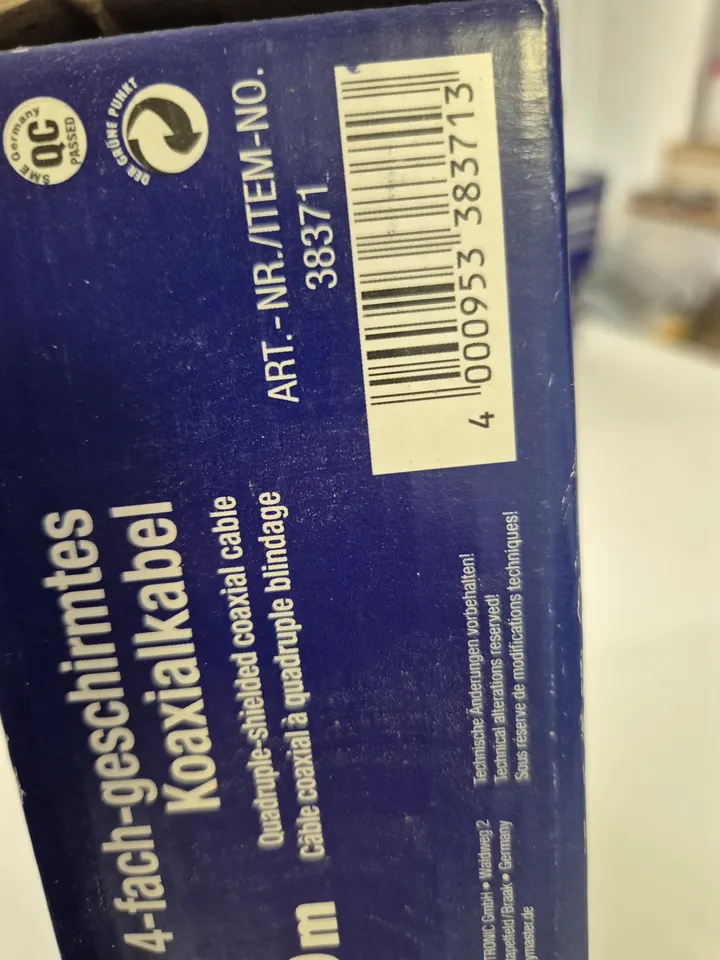 SME Germany
QC
PASSED
DER GRÜNE PUNKT
ART.-NR./ITEM-NO.
38371
4 000953 383713
4-fach-geschirmtes
Koaxialkabel
Quadruple-shielded coaxial cable
Câble coaxial à quadruple blindage
m
Technische Änderungen vorbehalten!
Technical alterations reserved!
Sous réserve de modifications techniques!
GmbH • Waldweg 2
Braak • Germany